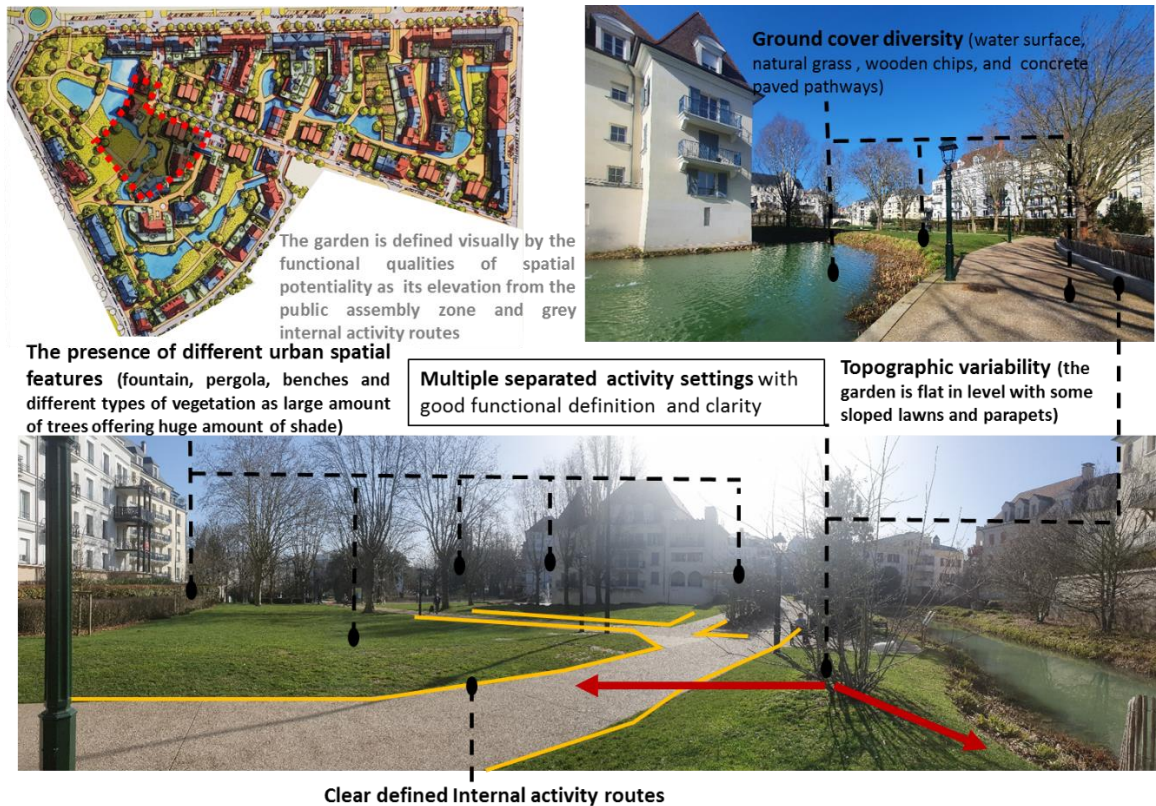 Ground cover diversity (water surface,
natural grass , wooden chips, and concrete
paved pathways)
The garden is defined visually by the
functional qualities of spatial
potentiality as its elevation from the
public assembly zone and grey
internal activity routes
The presence of different urban spatial
features (fountain, pergola, benches and
different types of vegetation as large amount
of trees offering huge amount of shade)
Multiple separated activity settings with
good functional definition and clarity
Topographic variability (the
garden is flat in level with some
sloped lawns and parapets)
Clear defined Internal activity routes